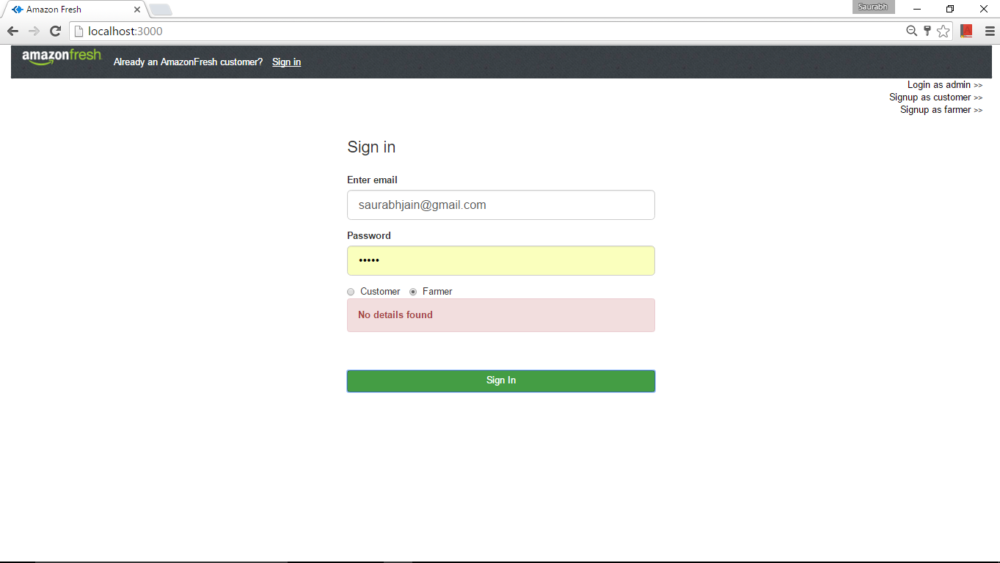 Amazon Fresh
Saurabh
localhost:3000
amazonfresh Already an AmazonFresh customer? Sign in
Login as admin >>
Signup as customer >>
Signup as farmer >>
Sign in
Enter email
saurabhjain@gmail.com
Password
•••••
Customer Farmer
No details found
Sign In